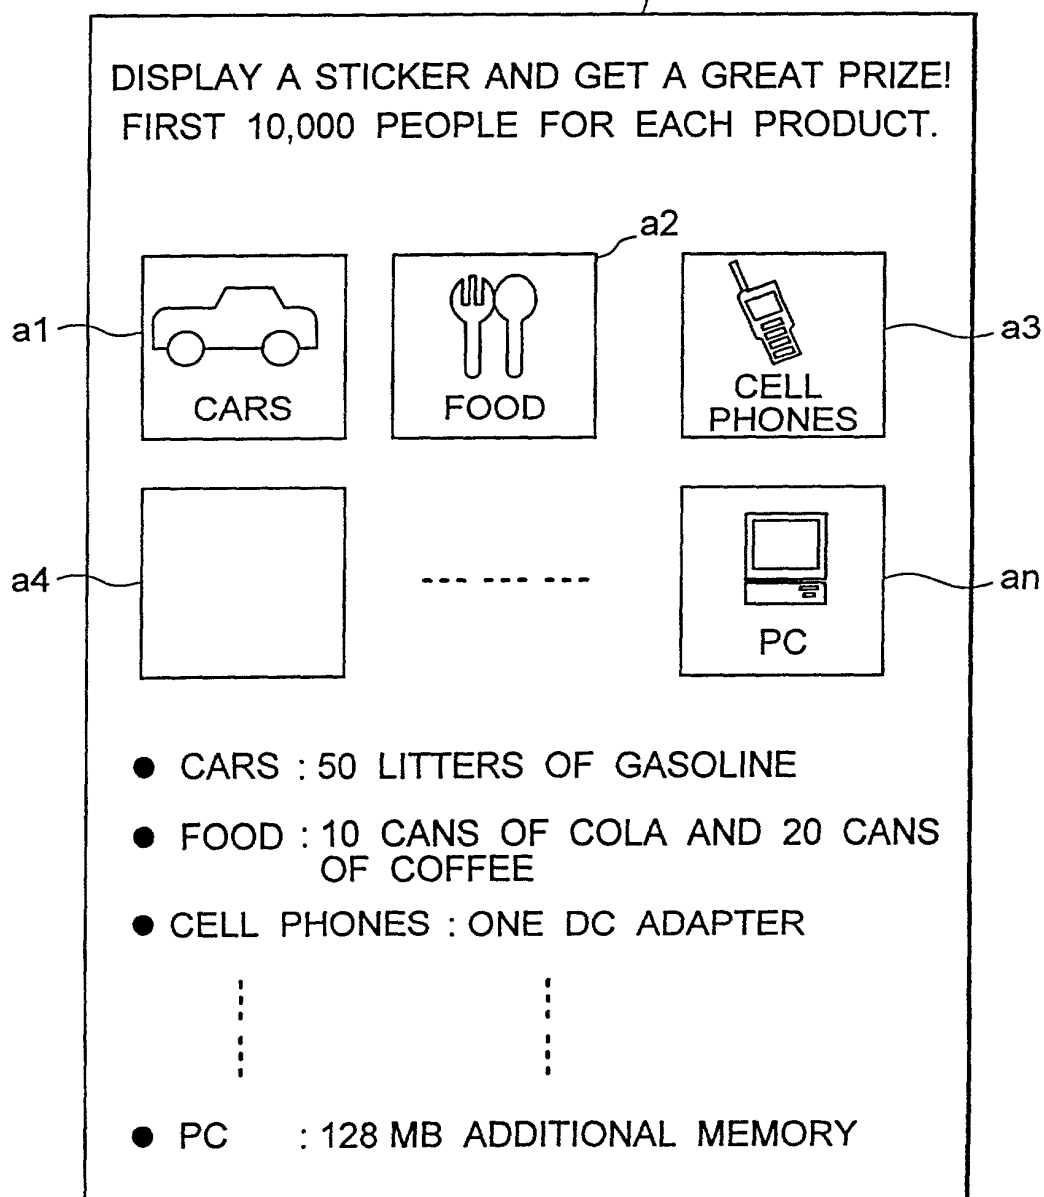 DISPLAY A STICKER AND GET A GREAT PRIZE!
FIRST 10,000 PEOPLE FOR EACH PRODUCT.
a2
a1
a3
CARS
FOOD
CELL
PHONES
a4
an
PC
● CARS : 50 LITTERS OF GASOLINE
● FOOD : 10 CANS OF COLA AND 20 CANS
OF COFFEE
● CELL PHONES : ONE DC ADAPTER
● PC : 128 MB ADDITIONAL MEMORY